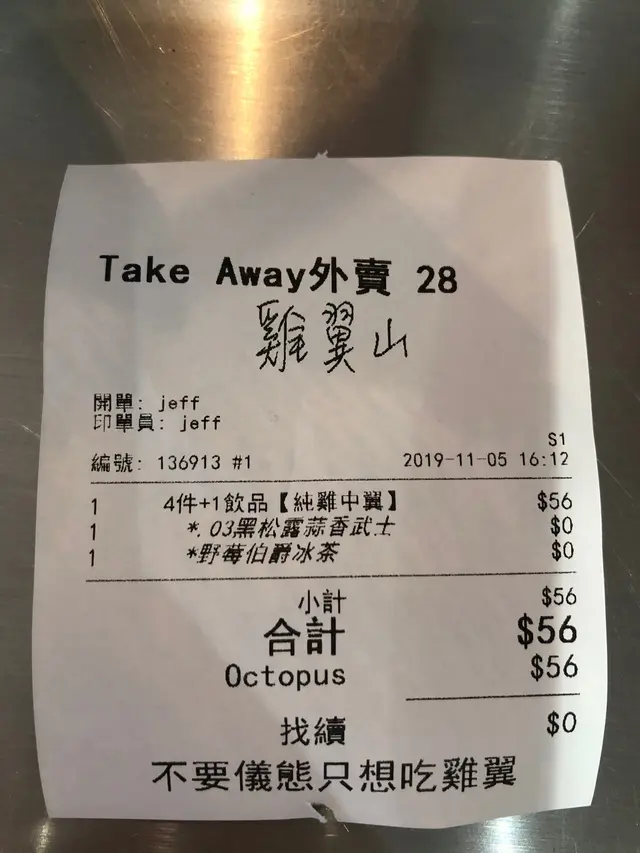 Take Away外賣 28
雞翼山
開單: jeff
印單員: jeff
S1
編號: 136913 #1 2019-11-05 16:12
1 4件+1飲品【純雞中翼】 $56
1 *.03黑松露蒜香武士 $0
1 *野莓伯爵冰茶 $0
小計 $56
合計 $56
Octopus $56
找續 $0
不要儀態只想吃雞翼